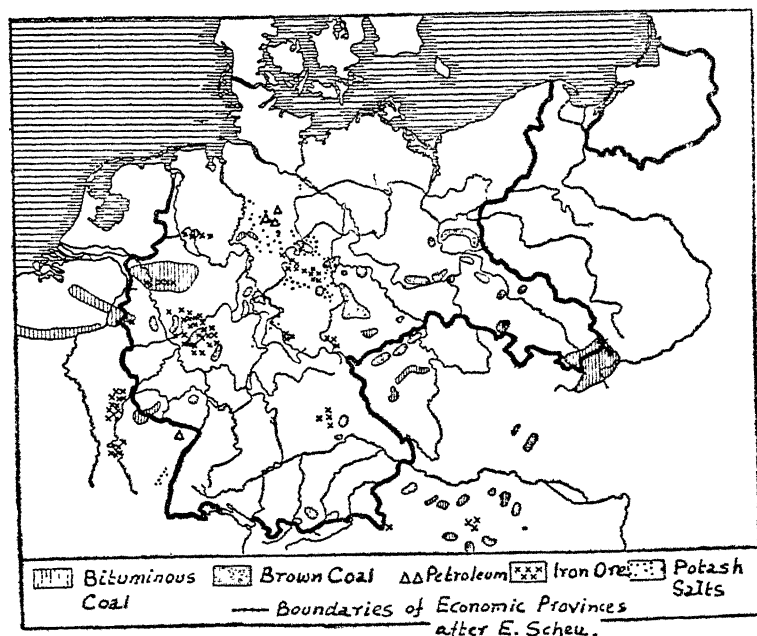 Bituminous Coal
Brown Coal
Petroleum
Iron Ore
Potash Salts
Boundaries of Economic Provinces
after E. Scheu.